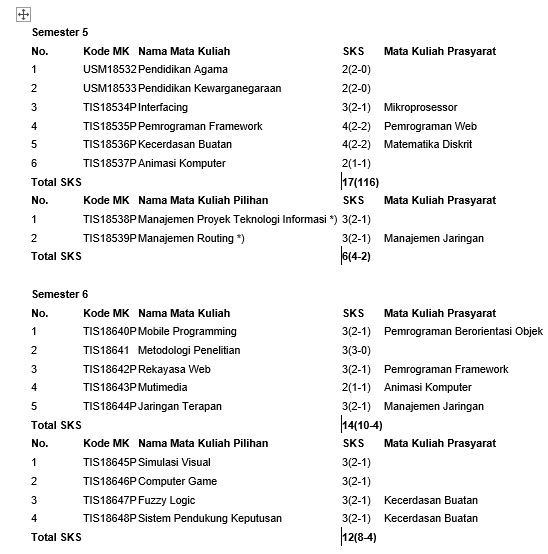 Semester 5
No. Kode MK Nama Mata Kuliah SKS Mata Kuliah Prasyarat
1 USM18532 Pendidikan Agama 2(2-0)
2 USM18533 Pendidikan Kewarganegaraan 2(2-0)
3 TIS18534P Interfacing 3(2-1) Mikroprosessor
4 TIS18535P Pemrograman Framework 4(2-2) Pemrograman Web
5 TIS18536P Kecerdasan Buatan 4(2-2) Matematika Diskrit
6 TIS18537P Animasi Komputer 2(1-1)
Total SKS 17(116)
No. Kode MK Nama Mata Kuliah Pilihan SKS Mata Kuliah Prasyarat
1 TIS18538P Manajemen Proyek Teknologi Informasi *) 3(2-1)
2 TIS18539P Manajemen Routing *) 3(2-1) Manajemen Jaringan
Total SKS 6(4-2)
Semester 6
No. Kode MK Nama Mata Kuliah SKS Mata Kuliah Prasyarat
1 TIS18640P Mobile Programming 3(2-1) Pemrograman Berorientasi Objek
2 TIS18641 Metodologi Penelitian 3(3-0)
3 TIS18642P Rekayasa Web 3(2-1) Pemrograman Framework
4 TIS18643P Mutimedia 2(1-1) Animasi Komputer
5 TIS18644P Jaringan Terapan 3(2-1) Manajemen Jaringan
Total SKS 14(10-4)
No. Kode MK Nama Mata Kuliah Pilihan SKS Mata Kuliah Prasyarat
1 TIS18645P Simulasi Visual 3(2-1)
2 TIS18646P Computer Game 3(2-1)
3 TIS18647P Fuzzy Logic 3(2-1) Kecerdasan Buatan
4 TIS18648P Sistem Pendukung Keputusan 3(2-1) Kecerdasan Buatan
Total SKS 12(8-4)